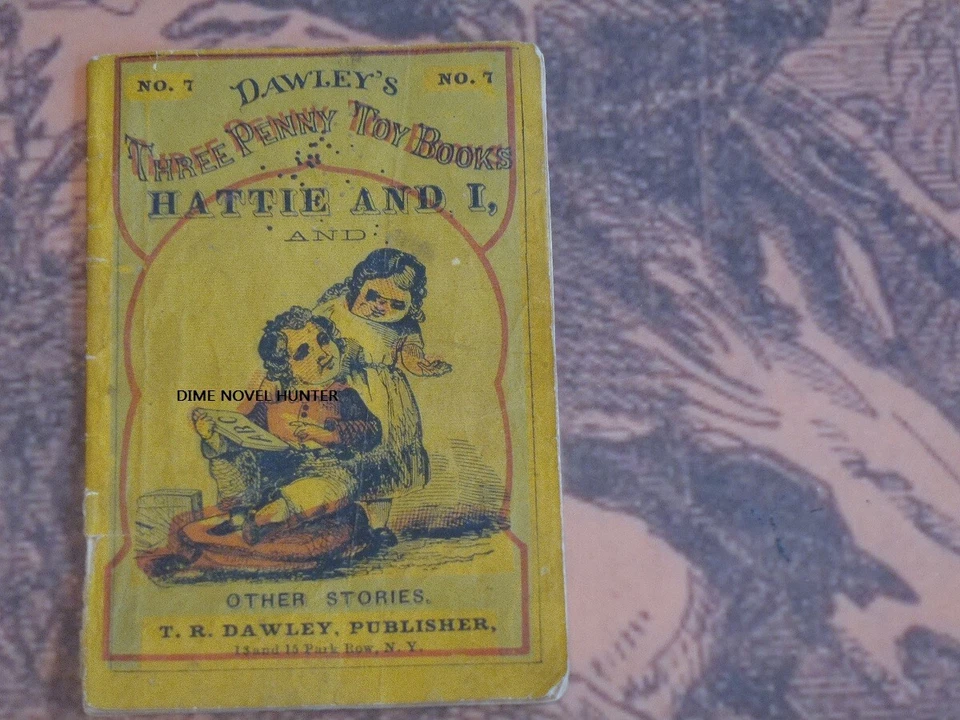 NO. 7 DAWLEY'S NO. 7
THREE PENNY TOY BOOKS
HATTIE AND I,
AND
DIME NOVEL HUNTER
ABC
OTHER STORIES.
T. R. DAWLEY, PUBLISHER,
13 and 15 Park Row, N. Y.